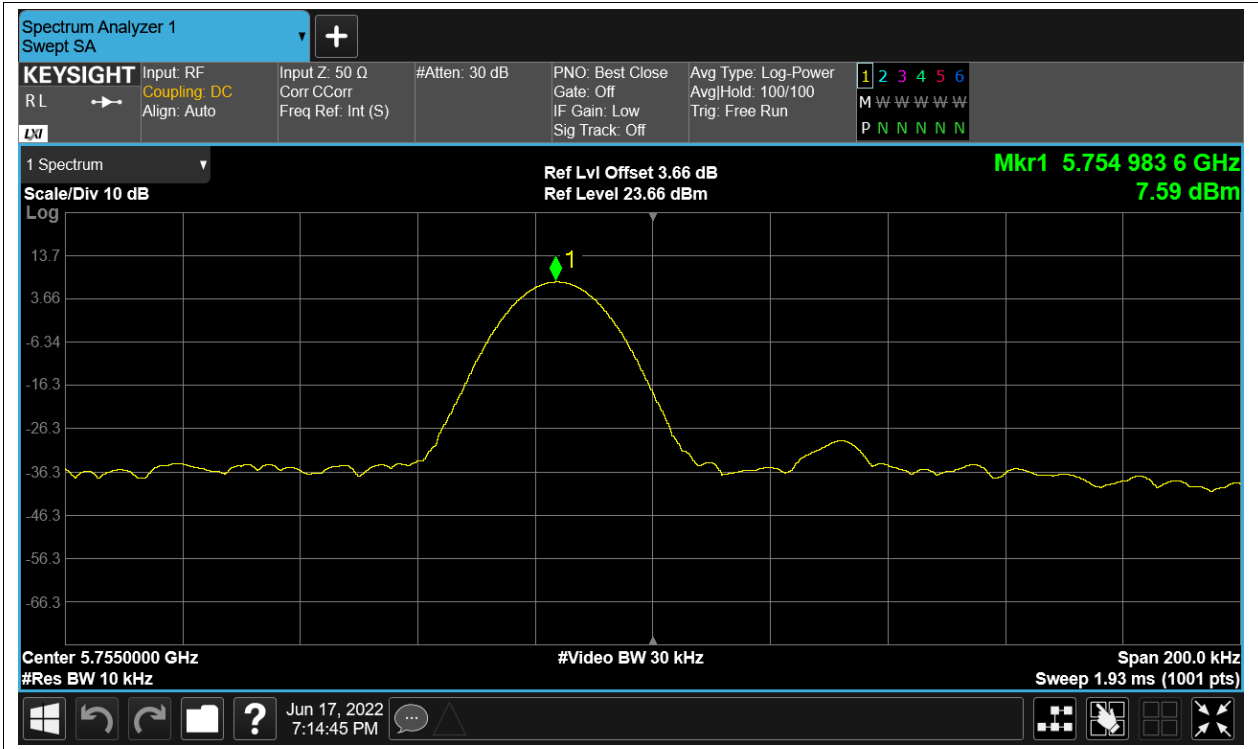 Spectrum Analyzer 1
Swept SA
+
KEYSIGHT
R L
LXI
Input: RF
Coupling: DC
Align: Auto
Input Z: 50 Ω
Corr CCorr
Freq Ref: Int (S)
#Atten: 30 dB
PNO: Best Close
Gate: Off
IF Gain: Low
Sig Track: Off
Avg Type: Log-Power
Avg|Hold: 100/100
Trig: Free Run
1 2 3 4 5 6
M W W W W W
P N N N N N
1 Spectrum
Scale/Div 10 dB
Log
Ref Lvl Offset 3.66 dB
Ref Level 23.66 dBm
Mkr1 5.754 983 6 GHz
7.59 dBm
1
13.7
3.66
-6.34
-16.3
-26.3
-36.3
-46.3
-56.3
-66.3
Center 5.7550000 GHz
#Res BW 10 kHz
#Video BW 30 kHz
Span 200.0 kHz
Sweep 1.93 ms (1001 pts)
?
Jun 17, 2022
7:14:45 PM